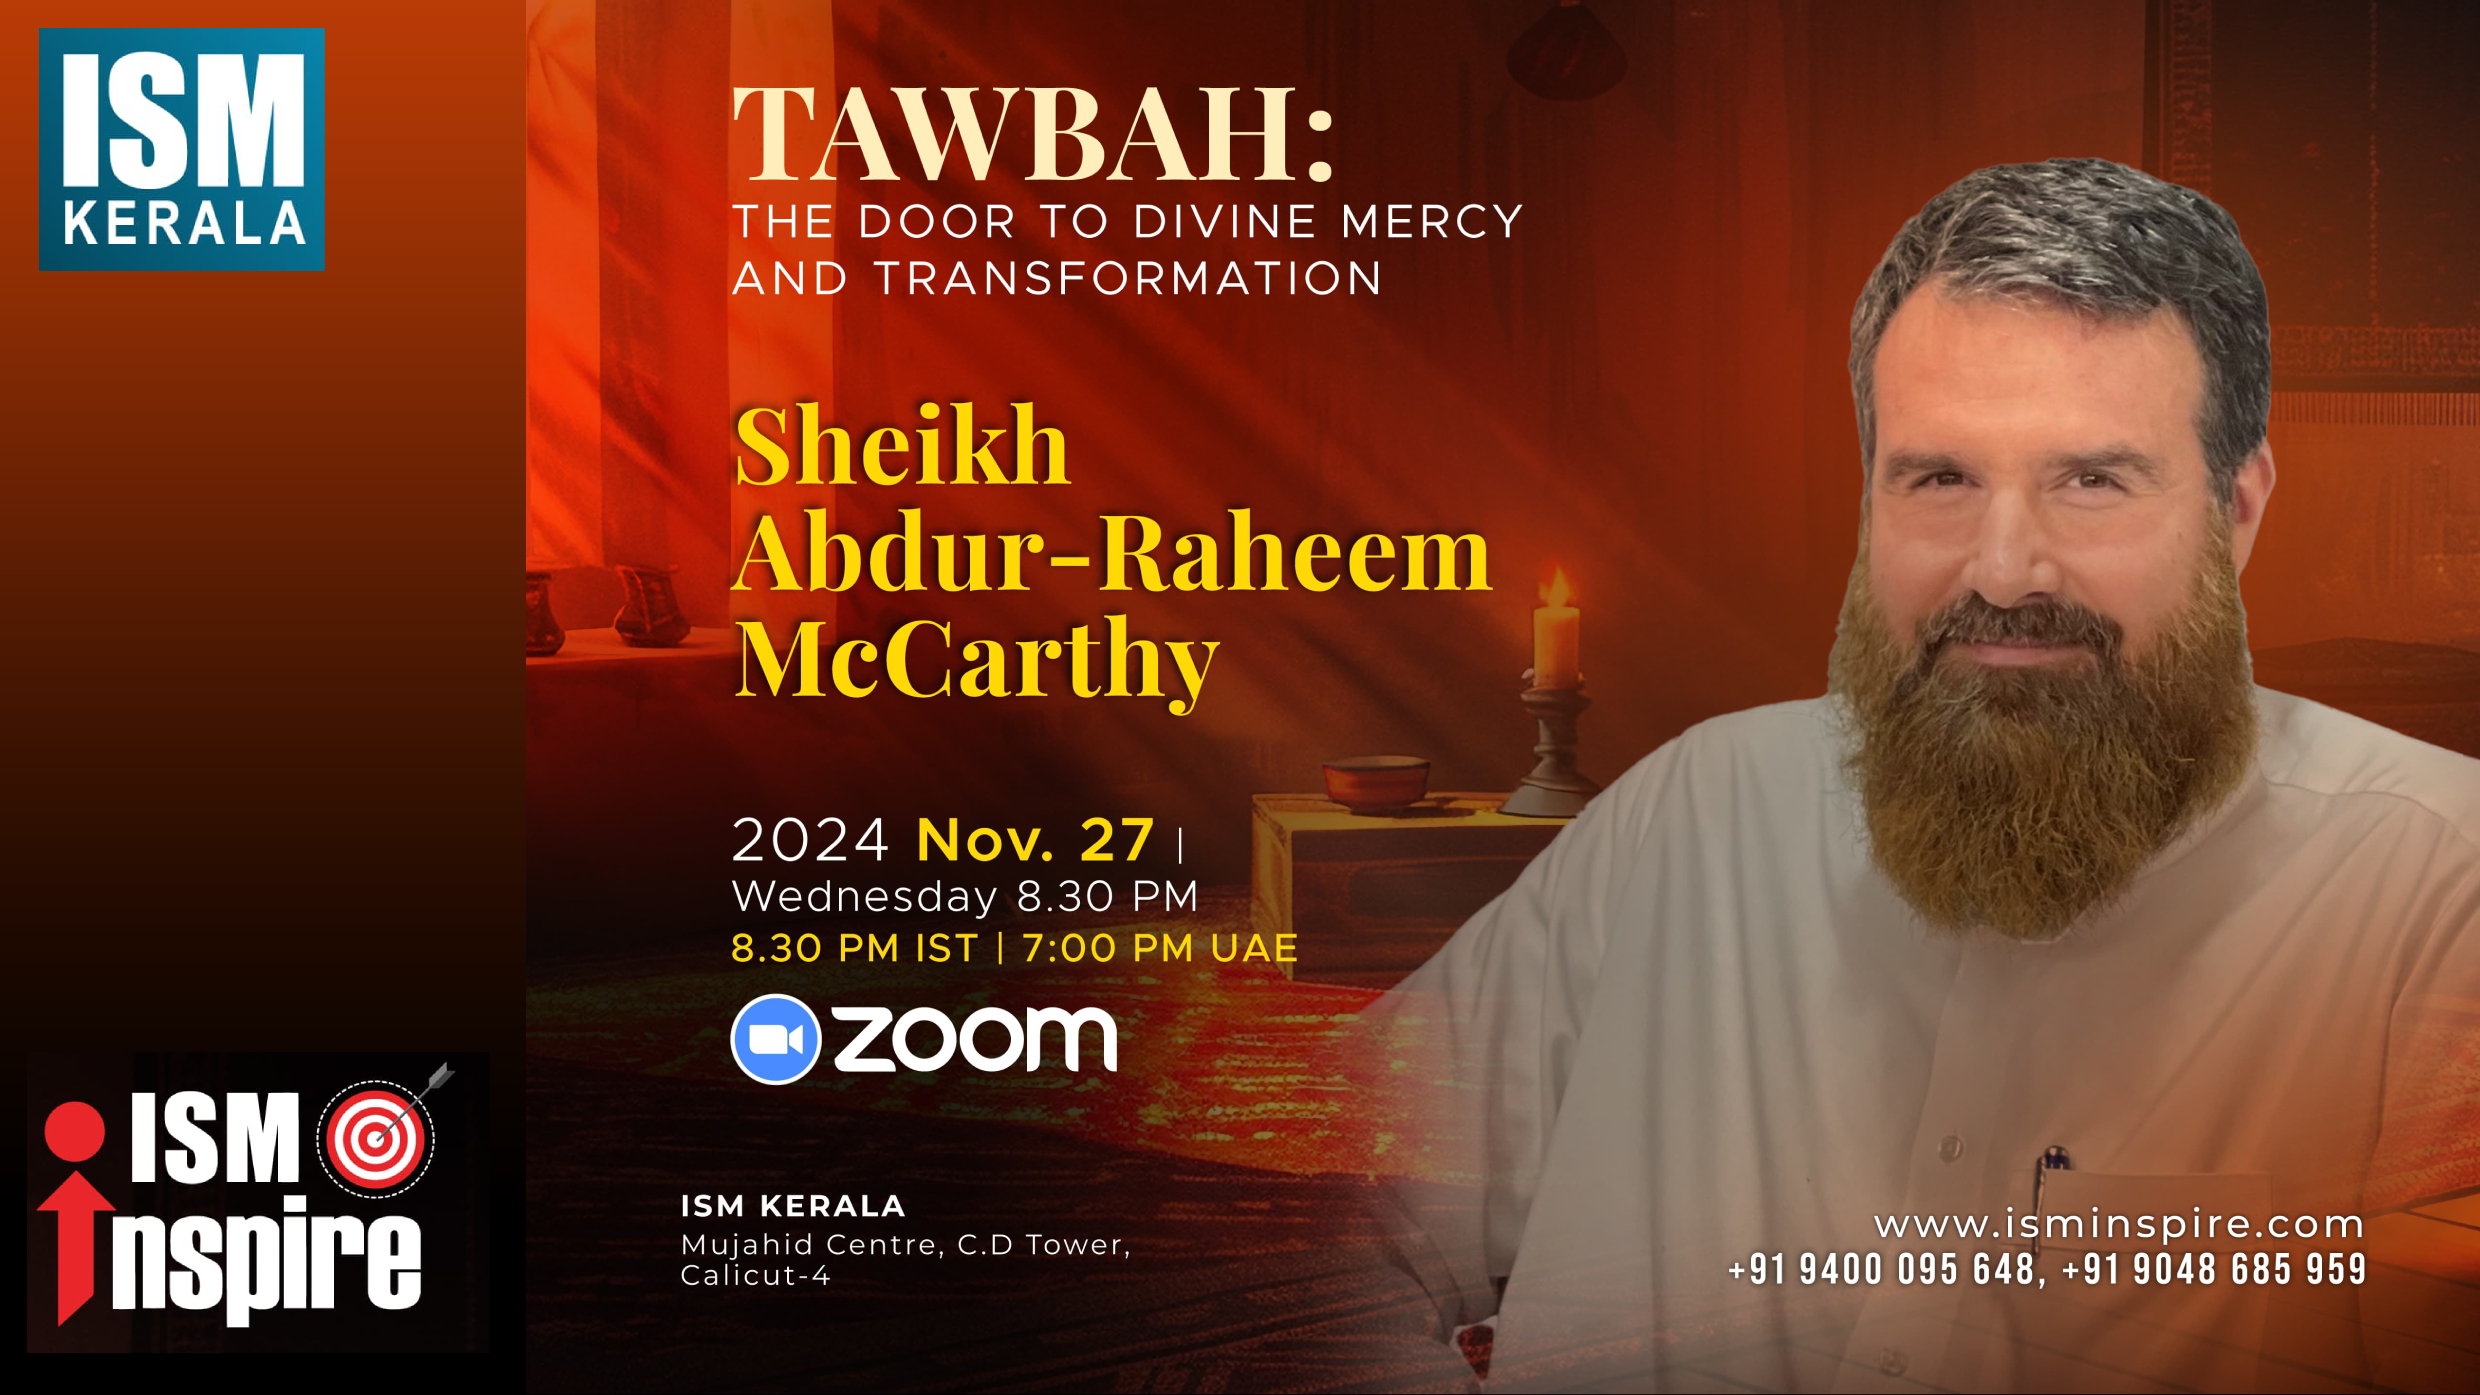 ISM
KERALA
TAWBAH:
THE DOOR TO DIVINE MERCY
AND TRANSFORMATION
Sheikh
Abdur-Raheem
McCarthy
2024 Nov. 27 |
Wednesday 8.30 PM
8.30 PM IST | 7:00 PM UAE
zoom
ISM
inspire
ISM KERALA
Mujahid Centre, C.D Tower,
Calicut-4
www.isminspire.com
+91 9400 095 648, +91 9048 685 959